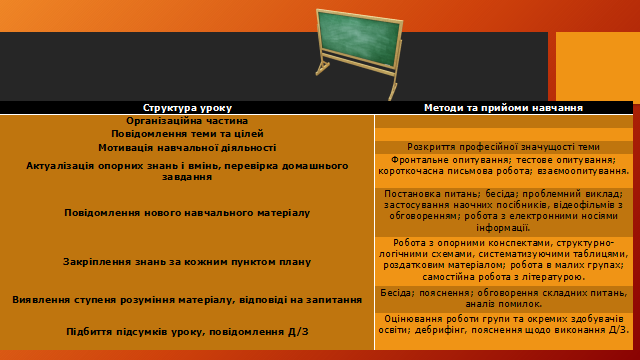 Структура уроку
Методи та прийоми навчання
Організаційна частина
Повідомлення теми та цілей
Мотивація навчальної діяльності
Розкриття професійної значущості теми
Актуалізація опорних знань і вмінь, перевірка домашнього
завдання
Фронтальне опитування; тестове опитування;
короткочасна письмова робота; взаємоопитування.
Повідомлення нового навчального матеріалу
Постановка питань; бесіда; проблемний виклад;
застосування наочних посібників, відеофільмів з
обговоренням; робота з електронними носіями
інформації.
Закріплення знань за кожним пунктом плану
Робота з опорними конспектами, структурно-
логічними схемами, систематизуючими таблицями,
роздатковим матеріалом; робота в малих групах;
самостійна робота з літературою.
Виявлення ступеня розуміння матеріалу, відповіді на запитання
Бесіда; пояснення; обговорення складних питань,
аналіз помилок.
Підбиття підсумків уроку, повідомлення Д/З
Оцінювання роботи групи та окремих здобувачів
освіти; дебрифінг, пояснення щодо виконання Д/З.